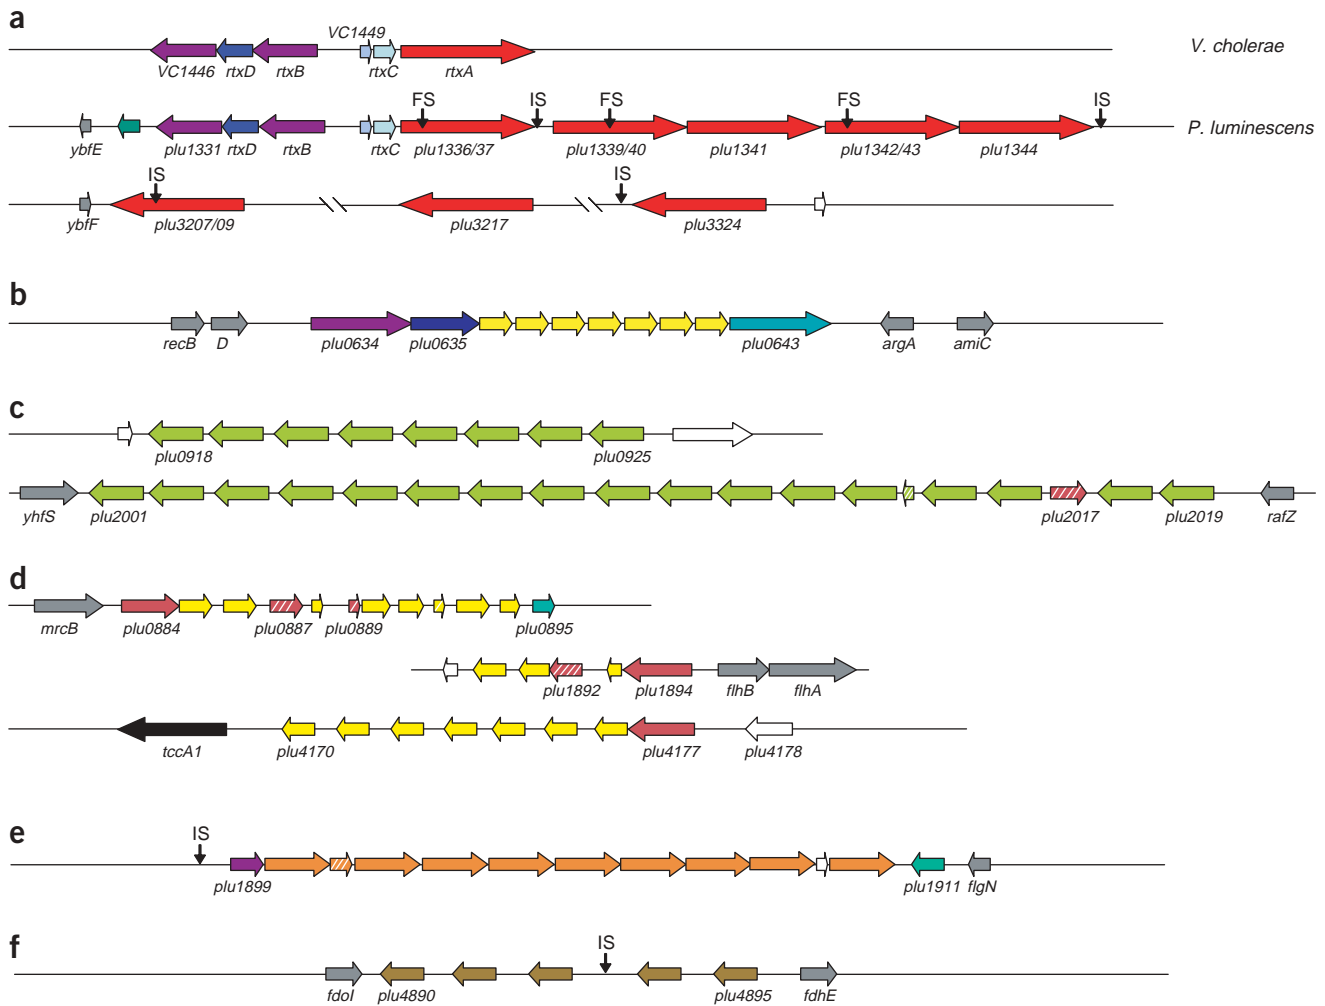 a
VC1449
VC1446 rtxD rtxB rtxC rtxA V. cholerae
FS IS FS FS IS
ybfE plu1331 rtxD rtxB rtxC plu1336/37 plu1339/40 plu1341 plu1342/43 plu1344 P. luminescens
IS IS
ybfF plu3207/09 plu3217 plu3324
b
recB D plu0634 plu0635 plu0643 argA amiC
c
plu0918 plu0925
yhfS plu2001 plu2017 plu2019 rafZ
d
mrcB plu0884 plu0887 plu0889 plu0895
plu1892 plu1894 flhB flhA
tccA1 plu4170 plu4177 plu4178
e
IS
plu1899 plu1911 flgN
f
IS
fdoI plu4890 plu4895 fdhE